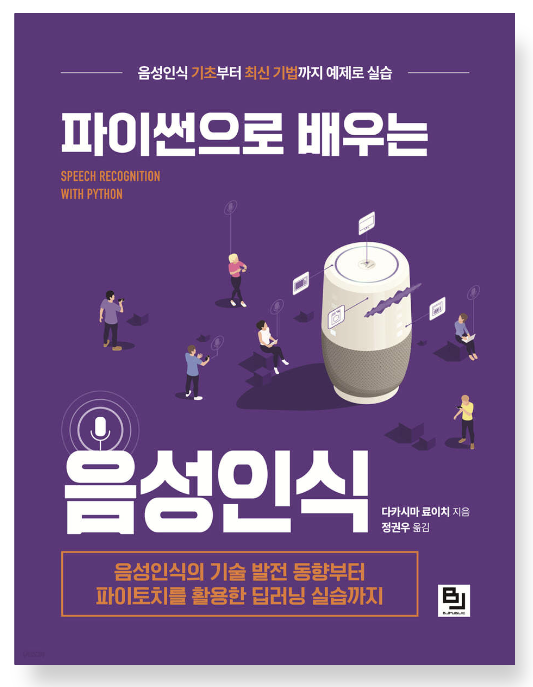 음성인식 기초부터 최신 기법까지 예제로 실습
파이썬으로 배우는
SPEECH RECOGNITION
WITH PYTHON
음성인식
다카시마 료이치 지음
정권우 옮김
음성인식의 기술 발전 동향부터
파이토치를 활용한 딥러닝 실습까지
BJ